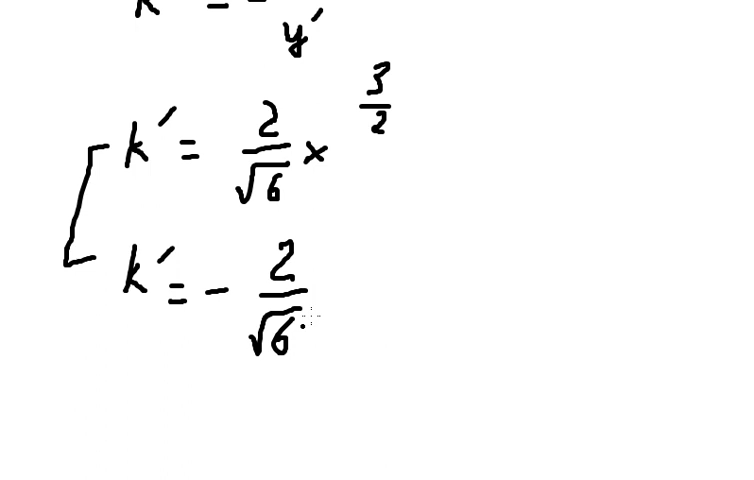 k = - y'
k' = 2/√6 x 3/2
k' = - 2/√6